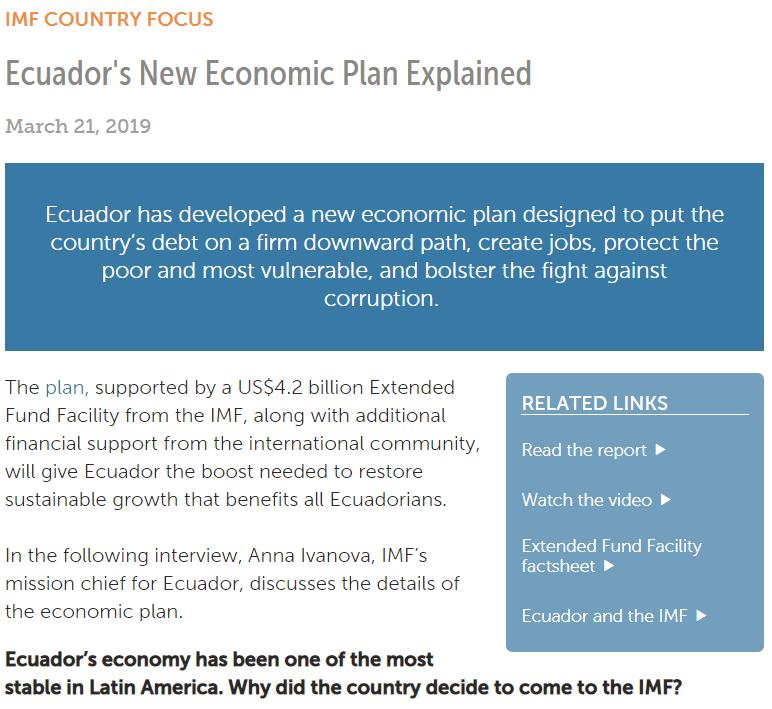 IMF COUNTRY FOCUS
Ecuador's New Economic Plan Explained
March 21, 2019
Ecuador has developed a new economic plan designed to put the
country’s debt on a firm downward path, create jobs, protect the
poor and most vulnerable, and bolster the fight against
corruption.
The plan, supported by a US$4.2 billion Extended
Fund Facility from the IMF, along with additional
financial support from the international community,
will give Ecuador the boost needed to restore
sustainable growth that benefits all Ecuadorians.
In the following interview, Anna Ivanova, IMF’s
mission chief for Ecuador, discusses the details of
the economic plan.
RELATED LINKS
Read the report
Watch the video
Extended Fund Facility
factsheet
Ecuador and the IMF
Ecuador’s economy has been one of the most
stable in Latin America. Why did the country decide to come to the IMF?